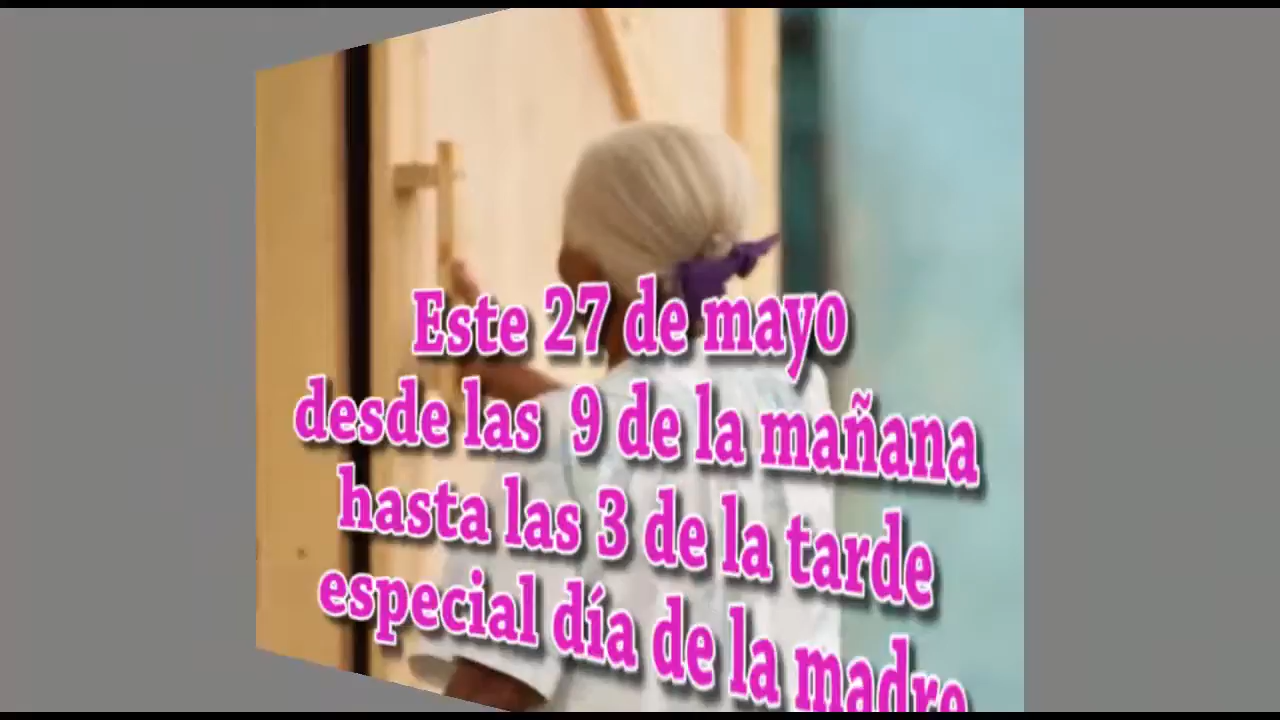 Este 27 de mayo
desde las 9 de la mañana
hasta las 3 de la tarde
especial día de la madre